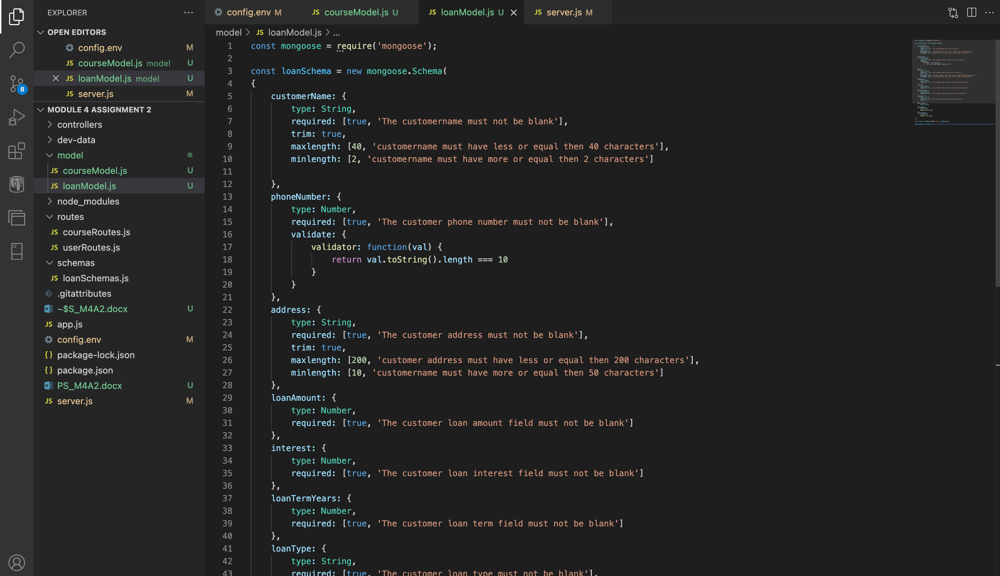 EXPLORER
OPEN EDITORS
config.env M
JS courseModel.js model U
JS loanModel.js model U
JS server.js M
8
MODULE 4 ASSIGNMENT 2
controllers
dev-data
model
JS courseModel.js U
JS loanModel.js U
node_modules
routes
JS courseRoutes.js
JS userRoutes.js
schemas
JS loanSchemas.js
.gitattributes
~$S_M4A2.docx U
JS app.js
config.env M
{} package-lock.json
{} package.json
PS_M4A2.docx U
JS server.js M
config.env M JS courseModel.js U JS loanModel.js U JS server.js M
model > JS loanModel.js > ...
1 const mongoose = require('mongoose');
2
3 const loanSchema = new mongoose.Schema(
4 {
5 customerName: {
6 type: String,
7 required: [true, 'The customername must not be blank'],
8 trim: true,
9 maxlength: [40, 'customername must have less or equal then 40 characters'],
10 minlength: [2, 'customername must have more or equal then 2 characters']
11
12 },
13 phoneNumber: {
14 type: Number,
15 required: [true, 'The customer phone number must not be blank'],
16 validate: {
17 validator: function(val) {
18 return val.toString().length === 10
19 }
20 }
21 },
22 address: {
23 type: String,
24 required: [true, 'The customer address must not be blank'],
25 trim: true,
26 maxlength: [200, 'customer address must have less or equal then 200 characters'],
27 minlength: [10, 'customername must have more or equal then 50 characters']
28 },
29 loanAmount: {
30 type: Number,
31 required: [true, 'The customer loan amount field must not be blank']
32 },
33 interest: {
34 type: Number,
35 required: [true, 'The customer loan interest field must not be blank']
36 },
37 loanTermYears: {
38 type: Number,
39 required: [true, 'The customer loan term field must not be blank']
40 },
41 loanType: {
42 type: String,
43 required: [true, 'The customer loan type must not be blank'],